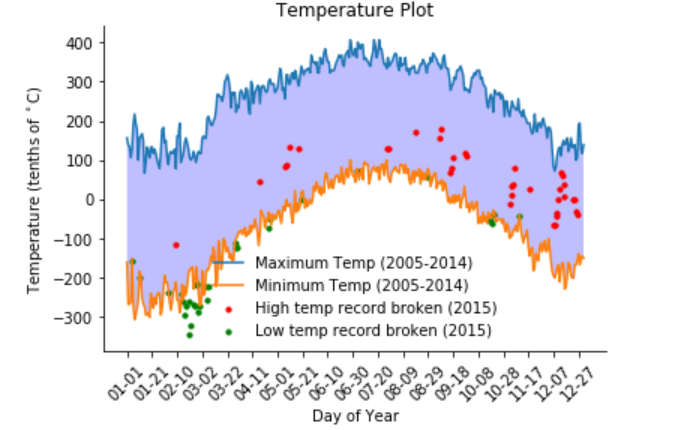 Temperature Plot
Temperature (tenths of ˚C)
400
300
200
100
0
−100
−200
−300
Maximum Temp (2005-2014)
Minimum Temp (2005-2014)
High temp record broken (2015)
Low temp record broken (2015)
01-01 01-21 02-10 03-02 03-22 04-11 05-01 05-21 06-10 06-30 07-20 08-09 08-29 09-18 10-08 10-28 11-17 12-07 12-27
Day of Year